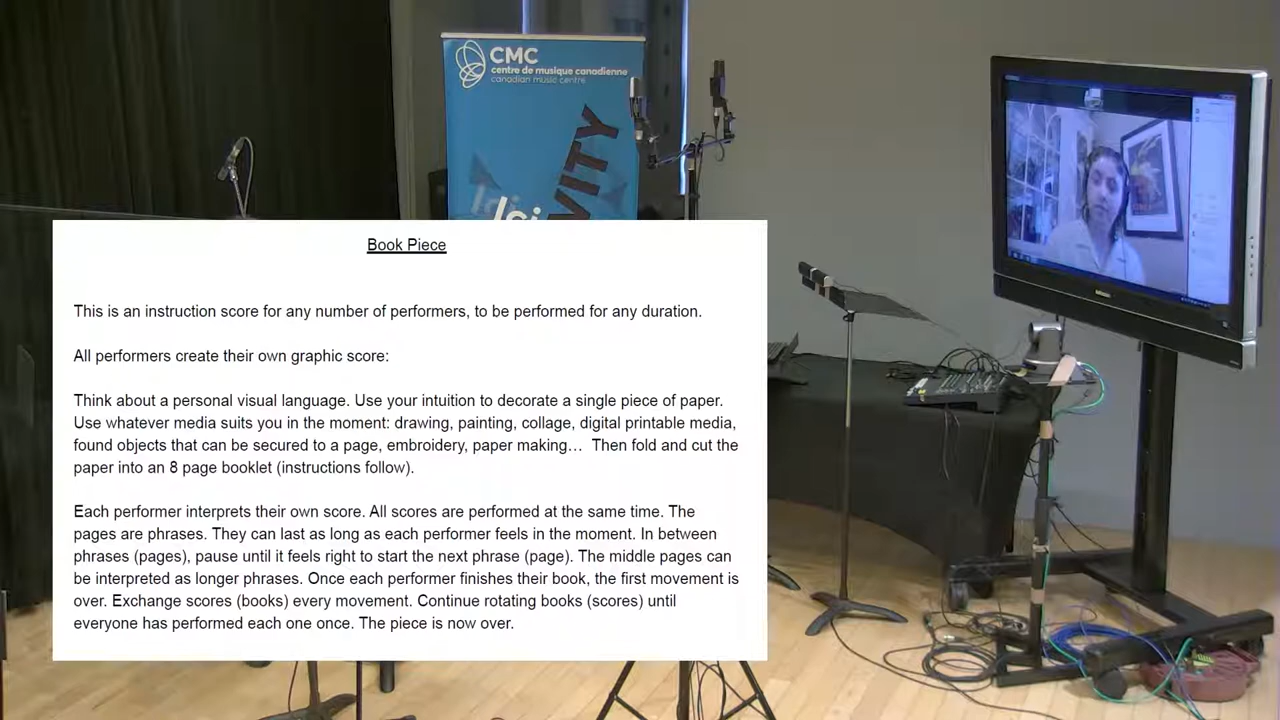 CMC
centre de musique canadienne
canadian music centre
VITY
Ici
Book Piece
This is an instruction score for any number of performers, to be performed for any duration.
All performers create their own graphic score:
Think about a personal visual language. Use your intuition to decorate a single piece of paper.
Use whatever media suits you in the moment: drawing, painting, collage, digital printable media,
found objects that can be secured to a page, embroidery, paper making… Then fold and cut the
paper into an 8 page booklet (instructions follow).
Each performer interprets their own score. All scores are performed at the same time. The
pages are phrases. They can last as long as each performer feels in the moment. In between
phrases (pages), pause until it feels right to start the next phrase (page). The middle pages can
be interpreted as longer phrases. Once each performer finishes their book, the first movement is
over. Exchange scores (books) every movement. Continue rotating books (scores) until
everyone has performed each one once. The piece is now over.